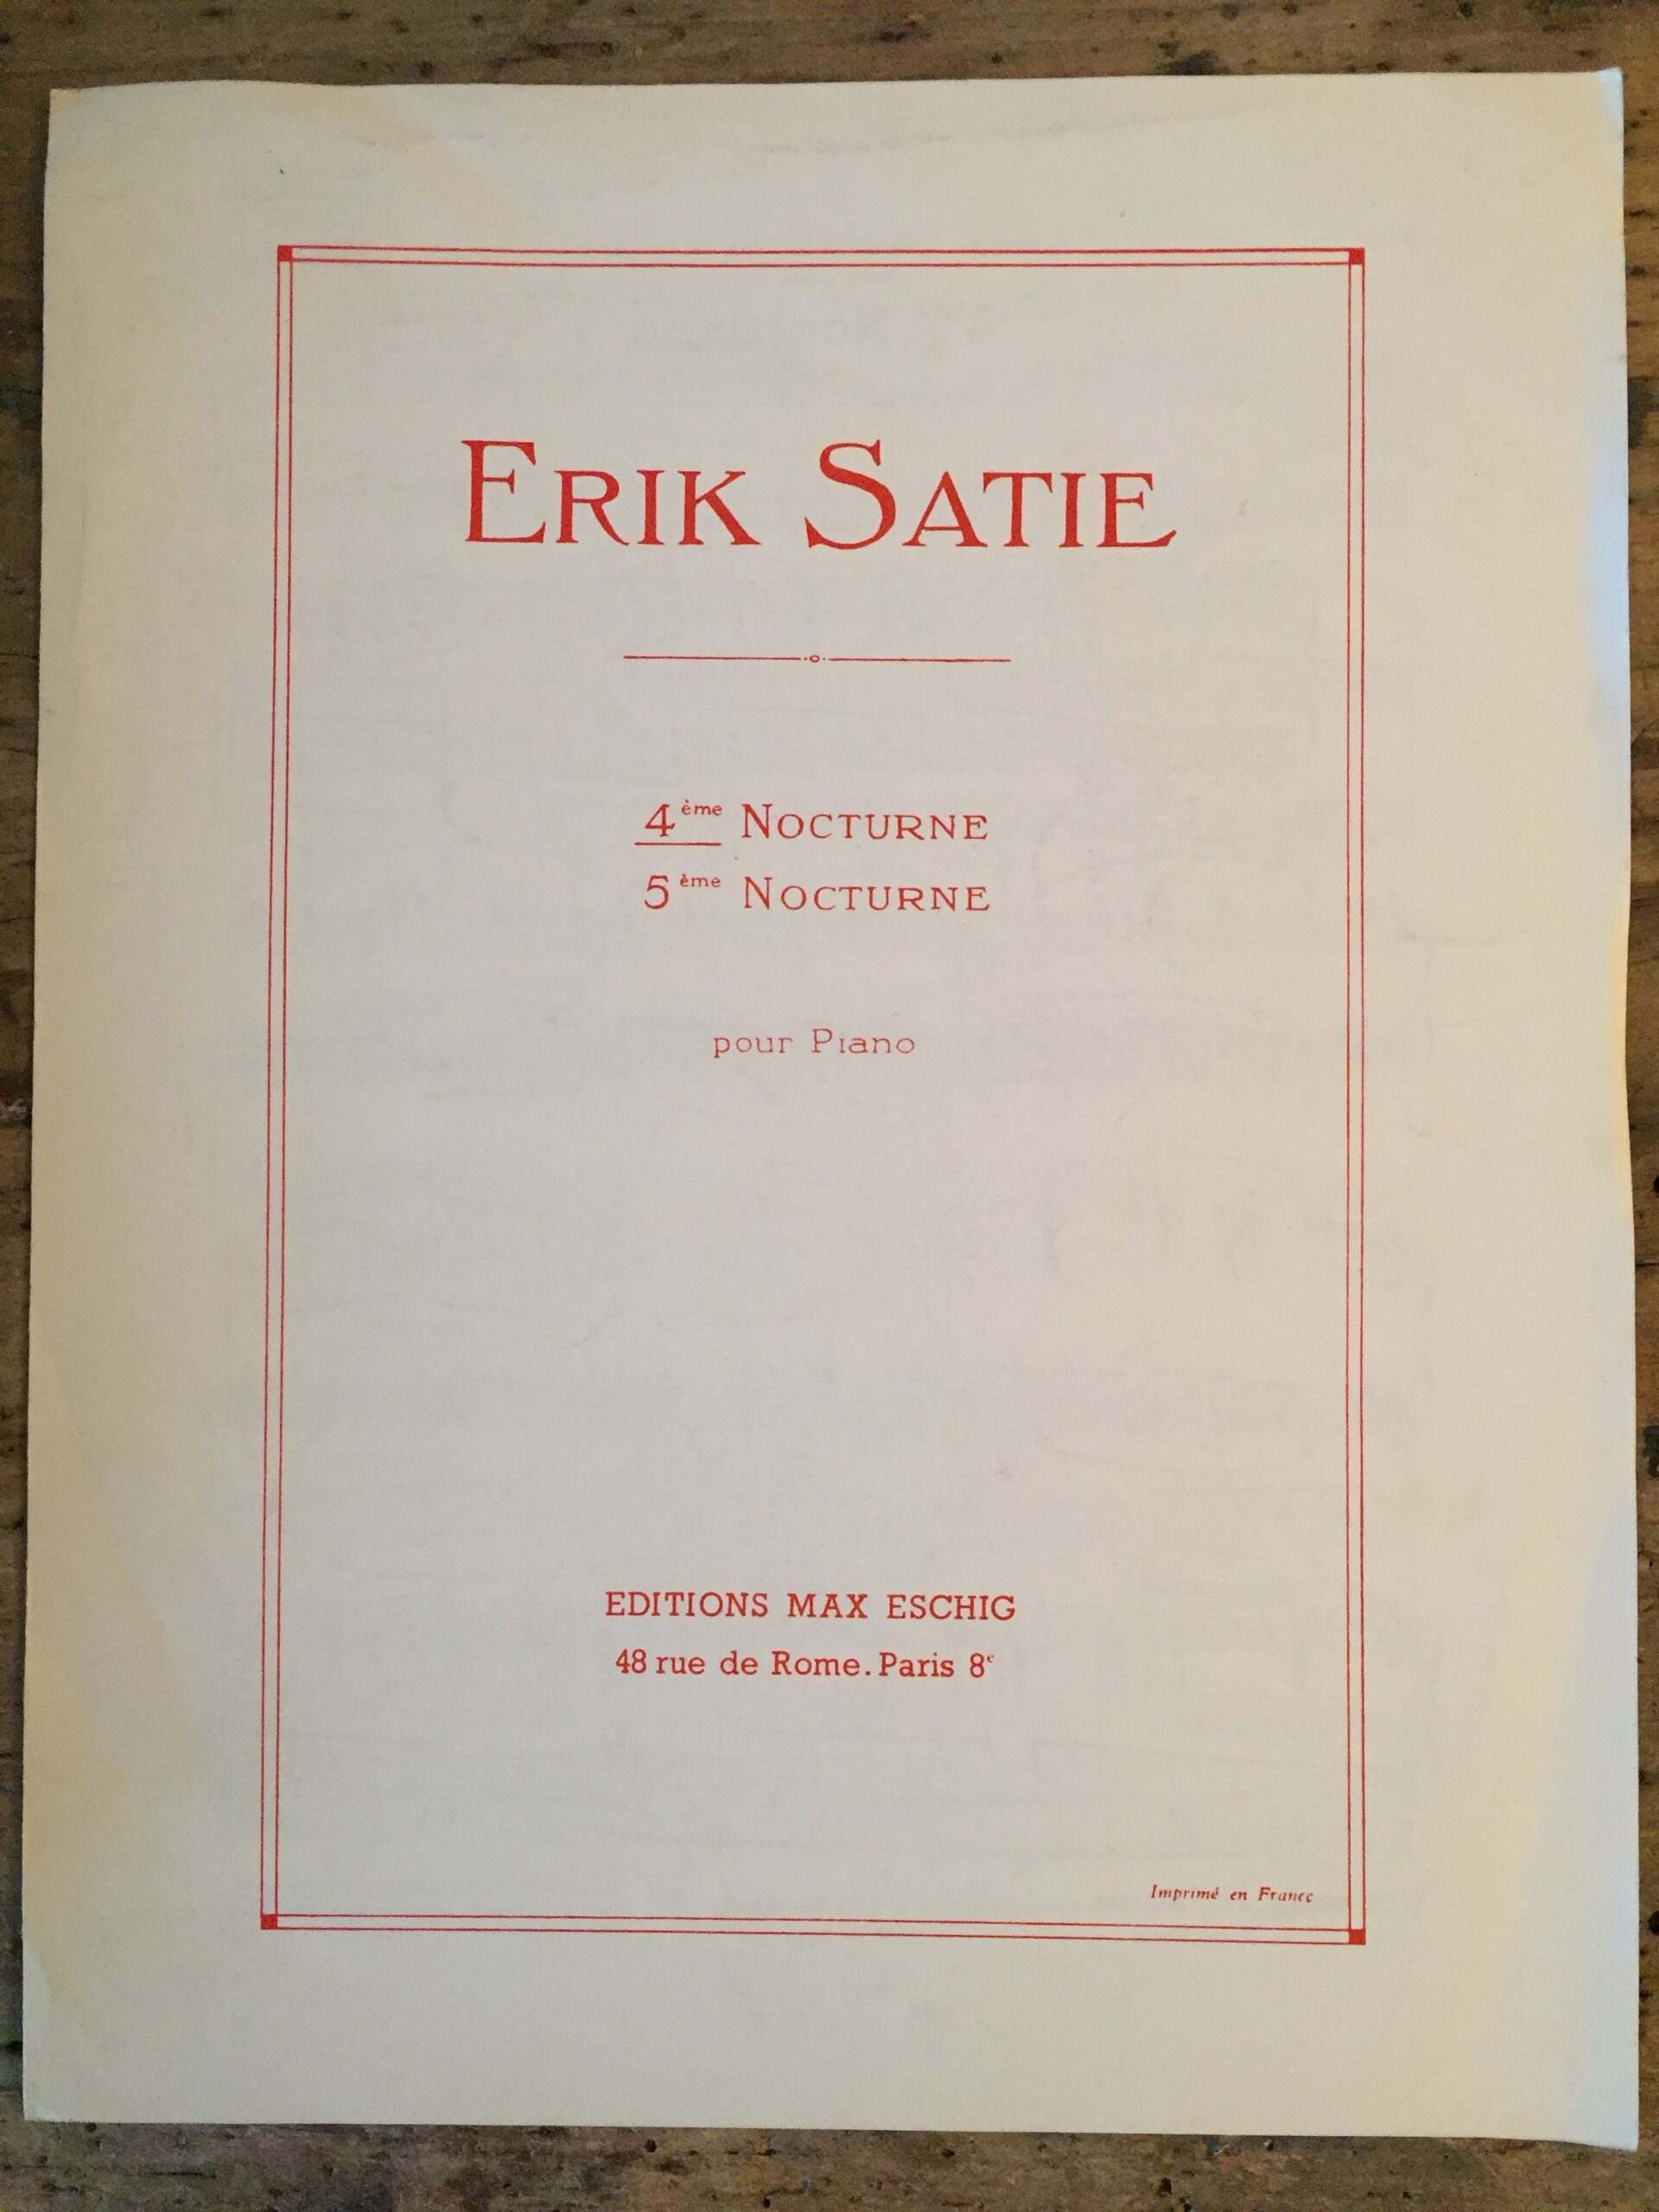 ERIK SATIE
4ème NOCTURNE
5ème NOCTURNE
pour Piano
EDITIONS MAX ESCHIG
48 rue de Rome. Paris 8e
Imprimé en France